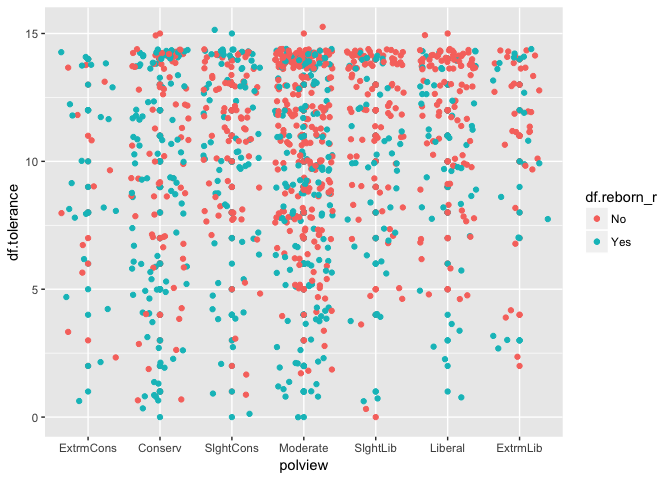 15
10
5
0
df.tolerance
ExtrmCons Conserv SlghtCons Moderate SlghtLib Liberal ExtrmLib
polview
df.reborn_r
No
Yes